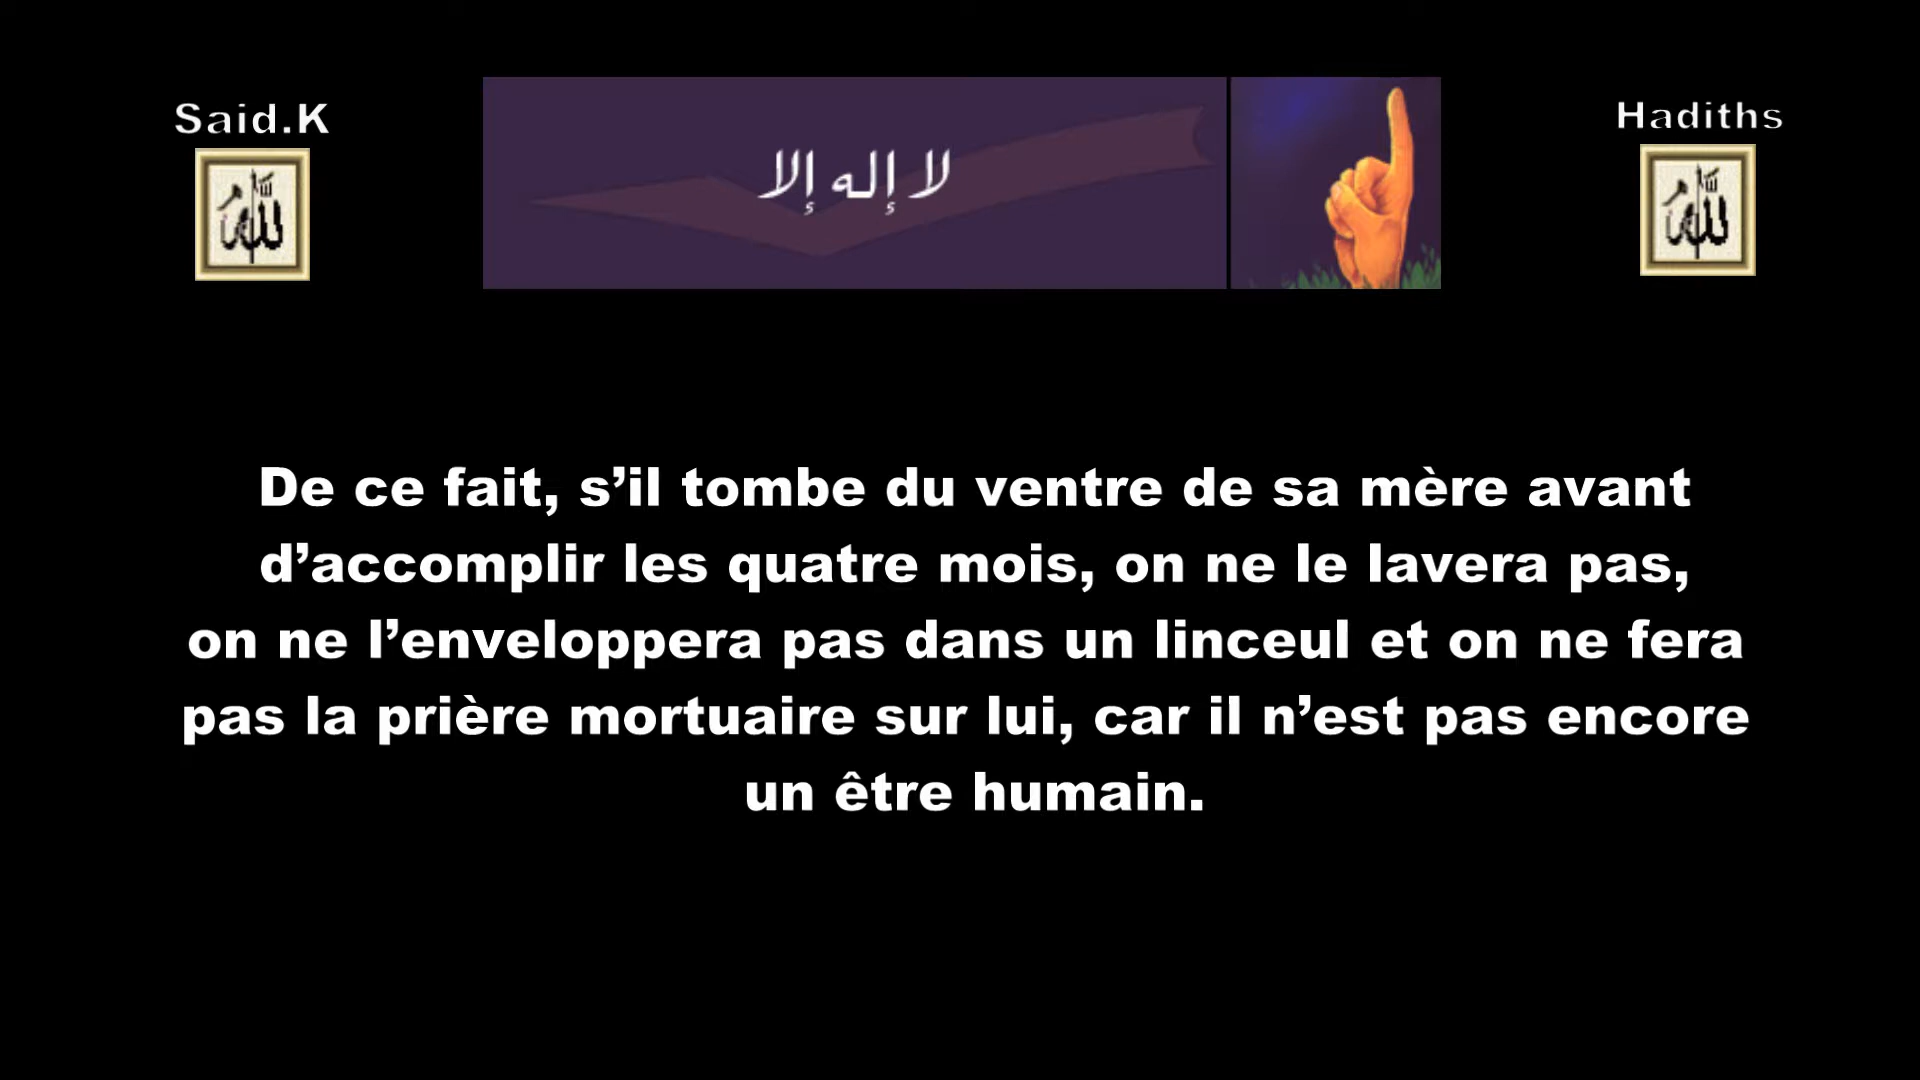 Said.K
لا إله إلا
Hadiths
الله
الله
De ce fait, s’il tombe du ventre de sa mère avant
d’accomplir les quatre mois, on ne le lavera pas,
on ne l’enveloppera pas dans un linceul et on ne fera
pas la prière mortuaire sur lui, car il n’est pas encore
un être humain.